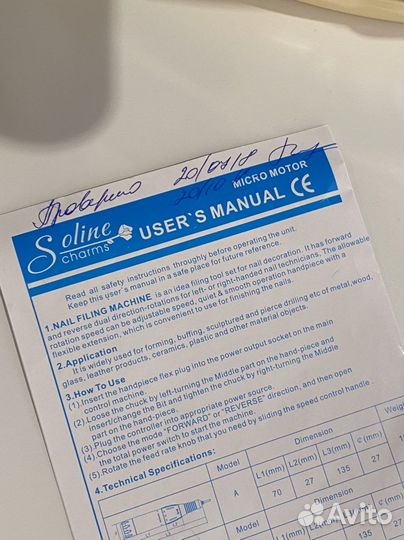 Проверено 20/07/18
Soline
charms
MICRO MOTOR
USER`S MANUAL CE
Read all safety instructions throughly before operating the unit.
Keep this user's manual in a safe place for future reference.
1.NAIL FILING MACHINE is an idea filing tool set for nail decoration. It has forward
and reverse dual direction-rotations for left- or right-handed nail technicians. The allowable
rotation speed can be adjustable speed, quiet & smooth operation handpiece with a
flexible extension, which is convenient to use for finishing the nails.
2.Application
It is widely used for forming, buffing, sculptured and pierce drilling etc of metal,wood,
glass, leather products, ceramics, plastic and other material objects.
3.How To Use
(1).Insert the handpiece flex plug into the power output socket on the main
control machine.
(2). Loose the chuck by left-turning the Middle part on the hand-piece and
insert/change the Bit and tighten the chuck by right-turning the Middle
part on the hand-piece.
(3).Plug the controller into appropriate power source.
(4).Choose the mode "FORWARD" or "REVERSE" direction, and then open
the total power switch to start the machine.
(5).Rotate the feed rate knob that you need by sliding the speed control handle .
4.Technical Specifications:
Model Dimension Weig
L1(mm) L2(mm) L3(mm) ¢(mm)
A 70 27 135 27 15
Model Dimension
L1(mm) ¢(mm)
135 27
Avito